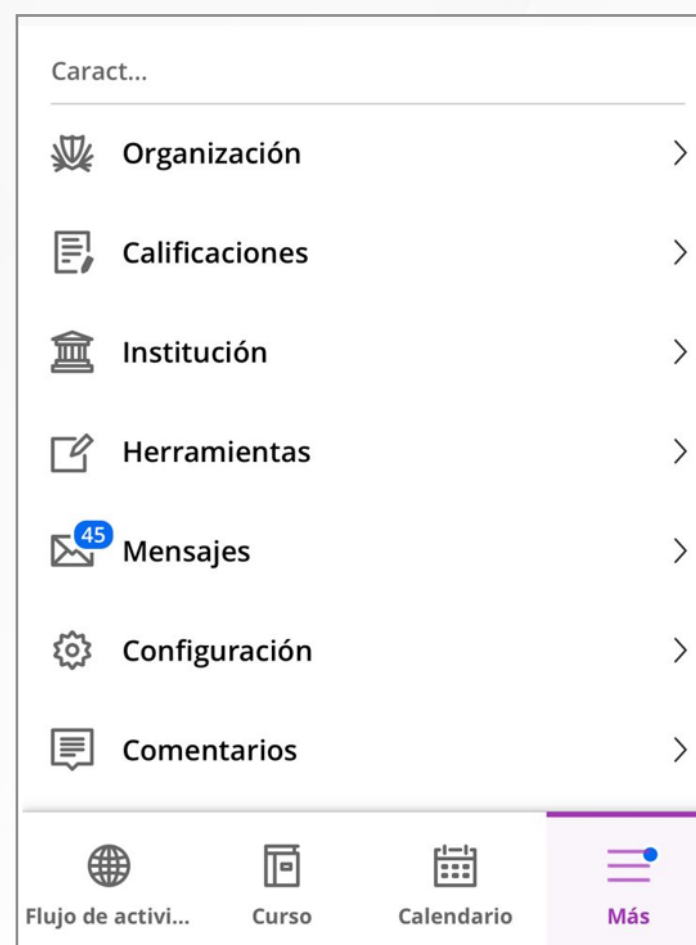 Caract...
Organización
Calificaciones
Institución
Herramientas
45
Mensajes
Configuración
Comentarios
Flujo de activi... Curso Calendario Más